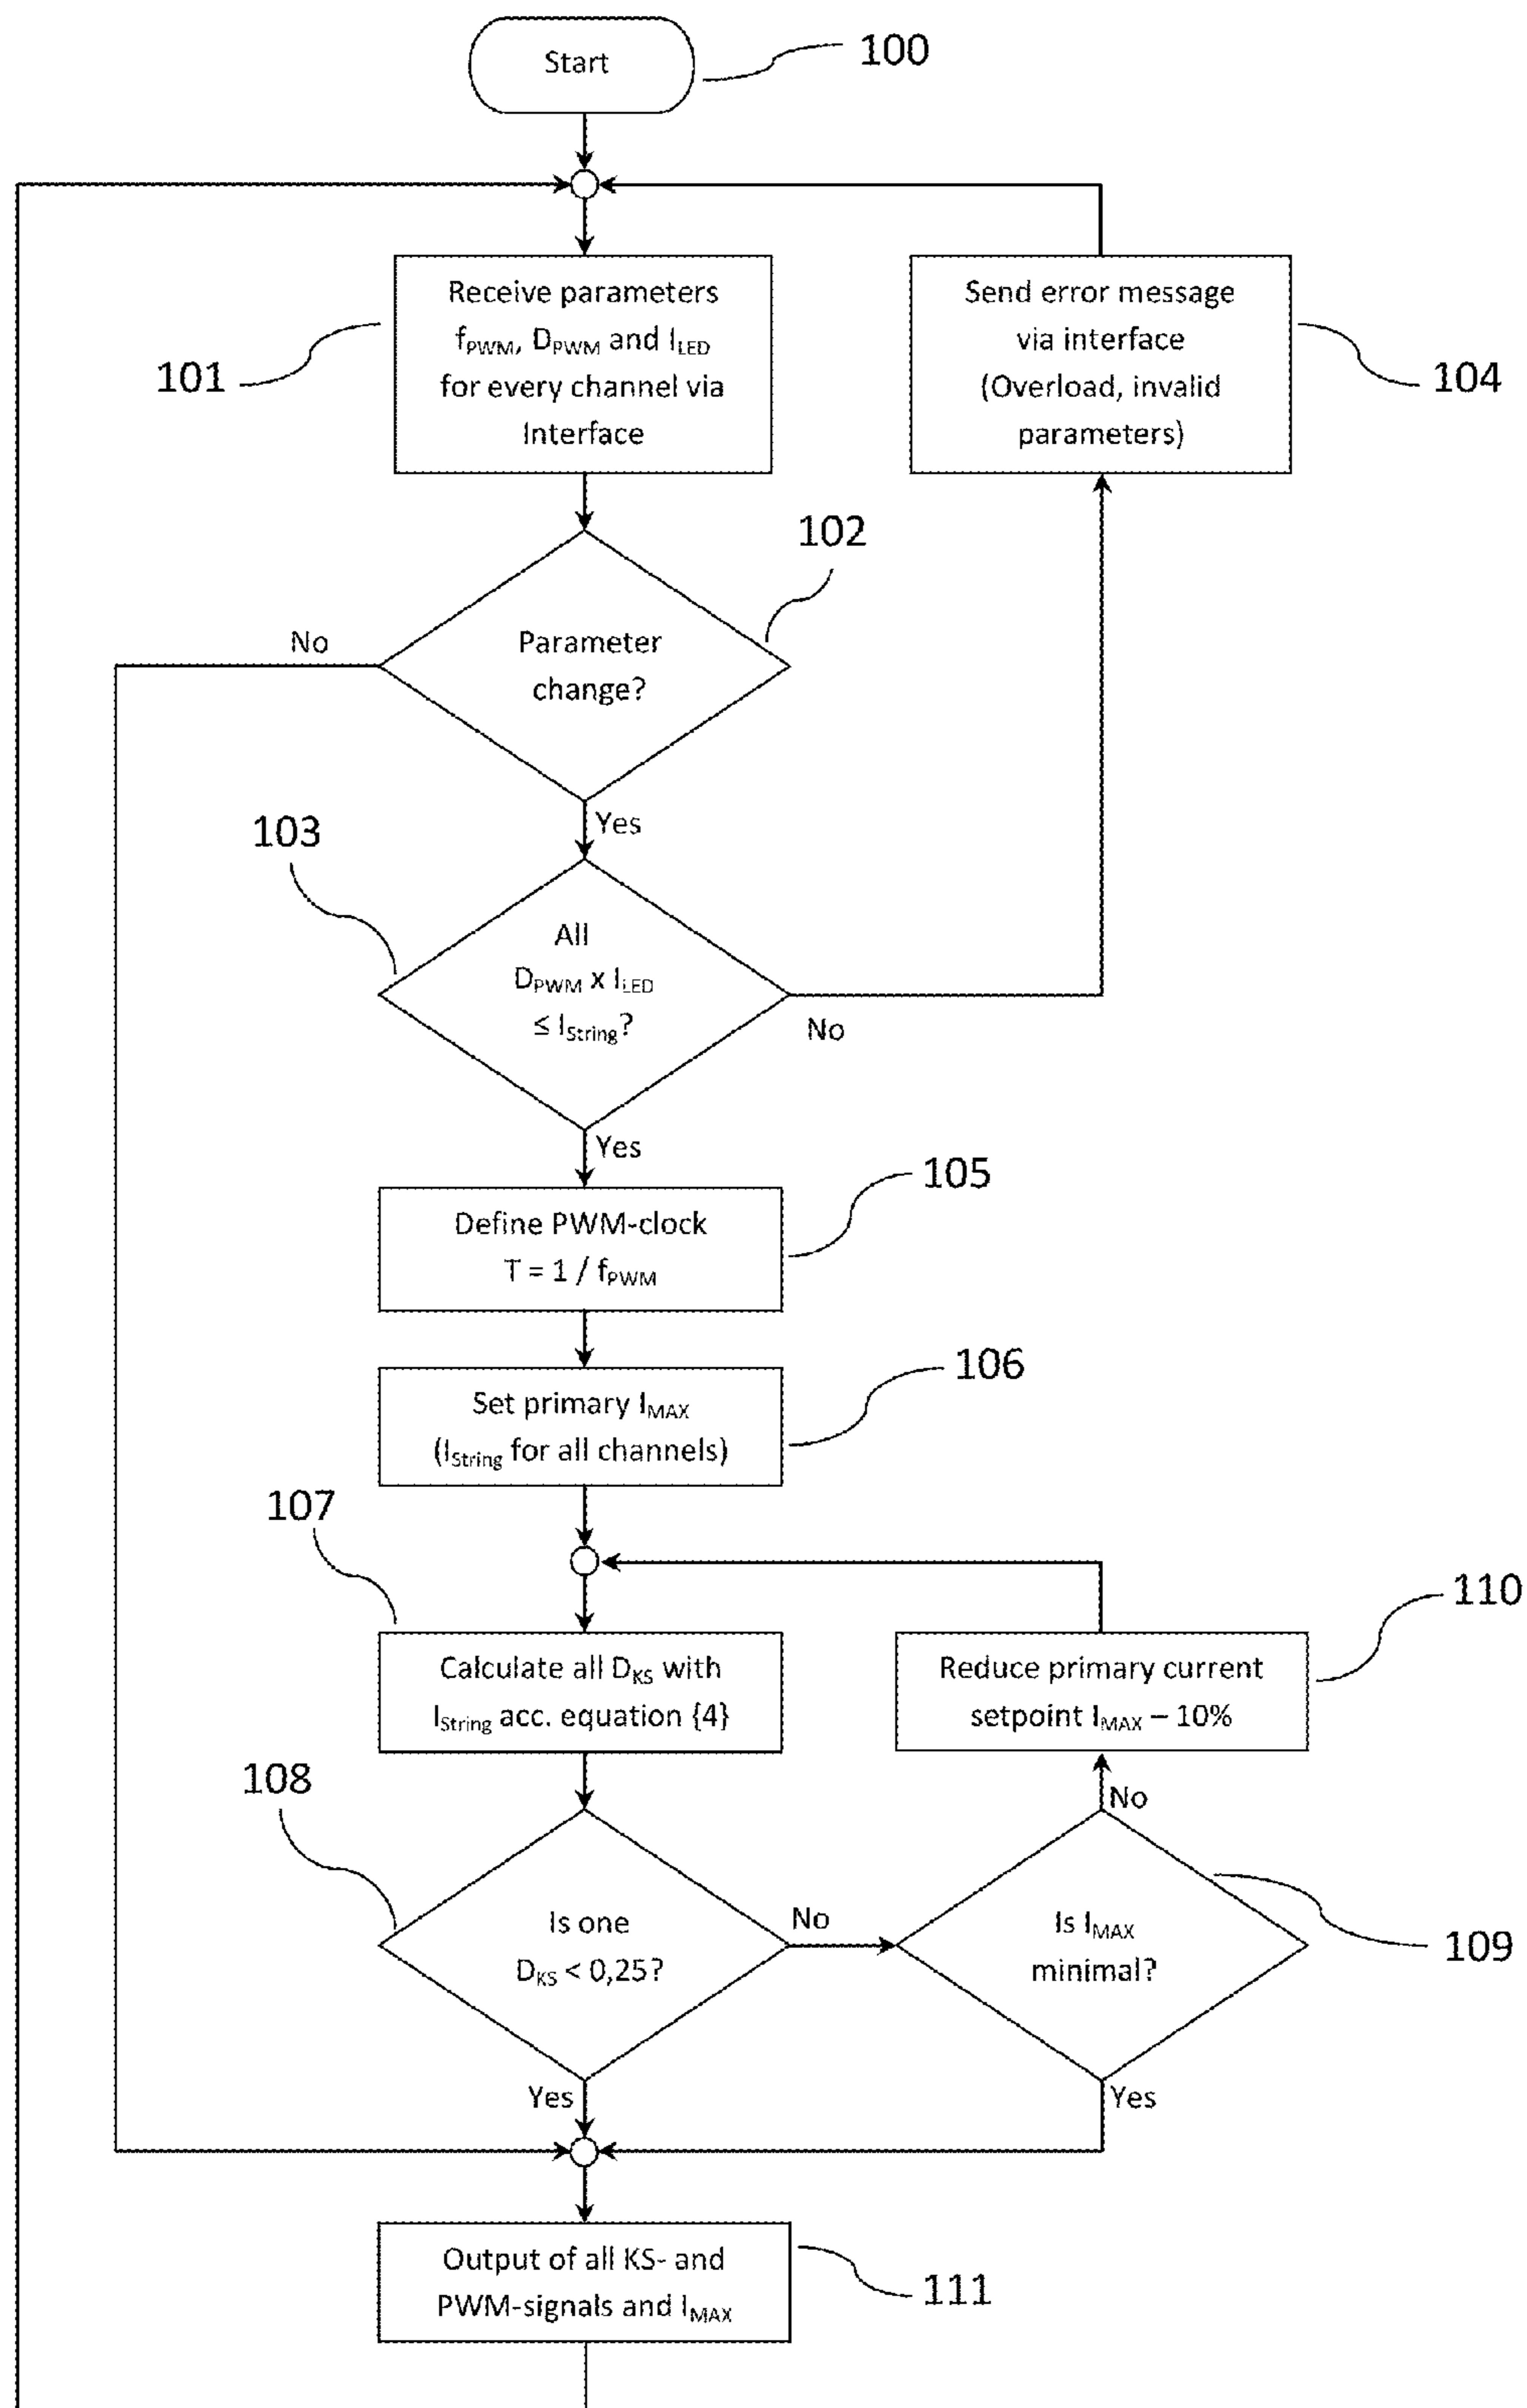 Start
100
Receive parameters
fPWM, DPWM and ILED
for every channel via
Interface
101
Send error message
via interface
(Overload, invalid
parameters)
104
102
Parameter
change?
No
Yes
103
All
DPWM x ILED
≤ IString?
No
Yes
105
Define PWM-clock
T = 1 / fPWM
106
Set primary IMAX
(IString for all channels)
107
Calculate all DKS with
IString acc. equation {4}
110
Reduce primary current
setpoint IMAX – 10%
108
Is one
DKS < 0,25?
No
Yes
No
Is IMAX
minimal?
109
Yes
Output of all KS- and
PWM-signals and IMAX
111